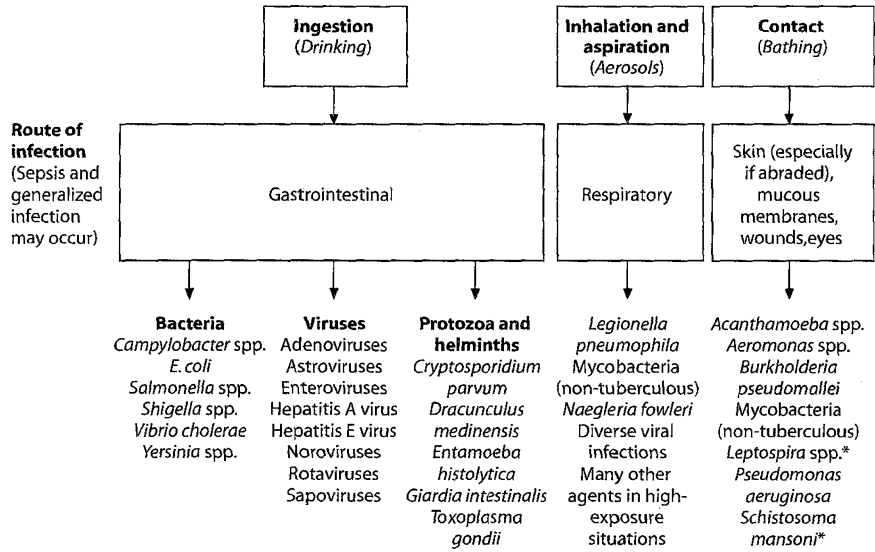 Ingestion
(Drinking)
Inhalation and
aspiration
(Aerosols)
Contact
(Bathing)
Route of
infection
(Sepsis and
generalized
infection
may occur)
Gastrointestinal
Respiratory
Skin (especially
if abraded),
mucous
membranes,
wounds,eyes
Bacteria
Campylobacter spp.
E. coli
Salmonella spp.
Shigella spp.
Vibrio cholerae
Yersinia spp.
Viruses
Adenoviruses
Astroviruses
Enteroviruses
Hepatitis A virus
Hepatitis E virus
Noroviruses
Rotaviruses
Sapoviruses
Protozoa and
helminths
Cryptosporidium
parvum
Dracunculus
medinensis
Entamoeba
histolytica
Giardia intestinalis
Toxoplasma
gondii
Legionella
pneumophila
Mycobacteria
(non-tuberculous)
Naegleria fowleri
Diverse viral
infections
Many other
agents in high-
exposure
situations
Acanthamoeba spp.
Aeromonas spp.
Burkholderia
pseudomallei
Mycobacteria
(non-tuberculous)
Leptospira spp.*
Pseudomonas
aeruginosa
Schistosoma
mansoni*